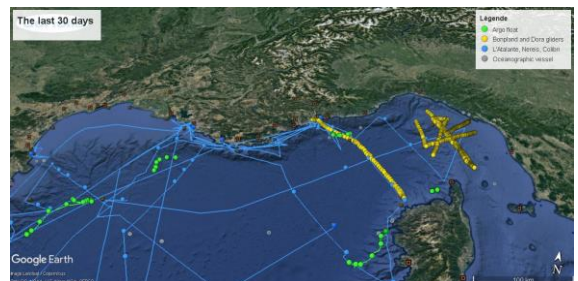 The last 30 days
Légende
Argo float
Bonpland and Dora gliders
L'Atalante, Nereis, Colibri
Oceanographic vessel
Google Earth
N
100 km